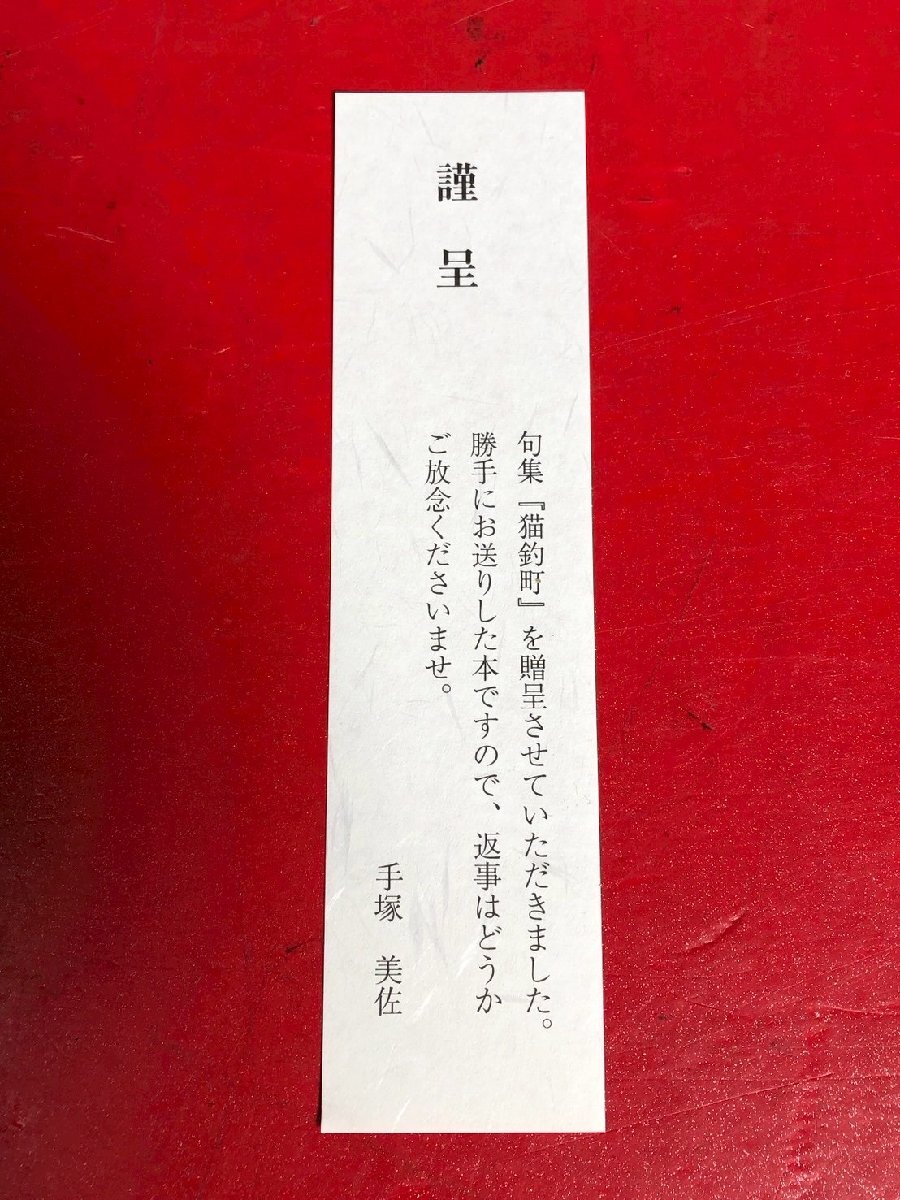 謹呈
句集『猫釣町』を贈呈させていただきました。
勝手にお送りした本ですので、返事はどうか
ご放念くださいませ。
手塚　美佐